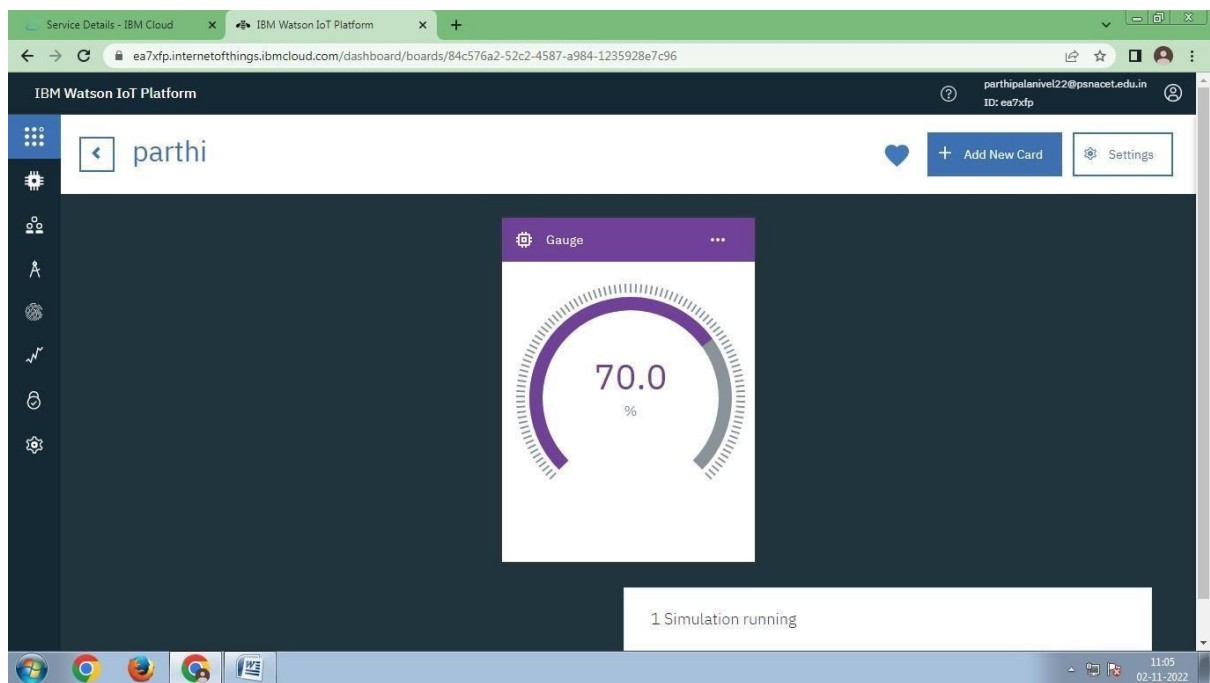 Service Details - IBM Cloud
IBM Watson IoT Platform
ea7xfp.internetofthings.ibmcloud.com/dashboard/boards/84c576a2-52c2-4587-a984-1235928e7c96
IBM Watson IoT Platform
parthipalanivel22@psnacet.edu.in
ID: ea7xfp
parthi
+ Add New Card
Settings
Gauge
70.0
%
1 Simulation running
11:05
02-11-2022